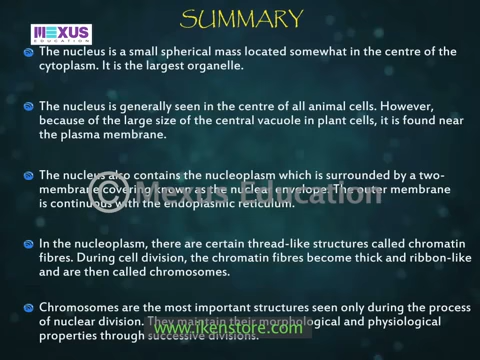 SUMMARY
MEXUS
EDUCATION
The nucleus is a small spherical mass located somewhat in the centre of the
cytoplasm. It is the largest organelle.
The nucleus is generally seen in the centre of all animal cells. However,
because of the large size of the central vacuole in plant cells, it is found near
the plasma membrane.
The nucleus also contains the nucleoplasm which is surrounded by a two-
membrane covering known as the nuclear envelope. The outer membrane
is continuous with the endoplasmic reticulum.
© Mexus Education
In the nucleoplasm, there are certain thread-like structures called chromatin
fibres. During cell division, the chromatin fibres become thick and ribbon-like
and are then called chromosomes.
Chromosomes are the most important structures seen only during the process
of nuclear division. They maintain their morphological and physiological
properties through successive divisions.
www.ikenstore.com